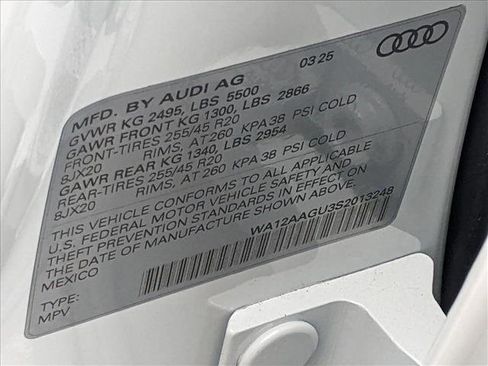 MFD. BY AUDI AG 03/25
GVWR KG 2495, LBS 5500
GAWR FRONT KG 1300, LBS 2866
FRONT-TIRES 255/45 R20
8JX20 RIMS, AT 260 KPA 38 PSI COLD
GAWR REAR KG 1340, LBS 2954
REAR-TIRES 255/45 R20
8JX20 RIMS, AT 260 KPA 38 PSI COLD
THIS VEHICLE CONFORMS TO ALL APPLICABLE
U.S. FEDERAL MOTOR VEHICLE SAFETY AND
THEFT PREVENTION STANDARDS IN EFFECT ON
THE DATE OF MANUFACTURE SHOWN ABOVE.
MEXICO WA12AAGU3S2013248
TYPE:
MPV